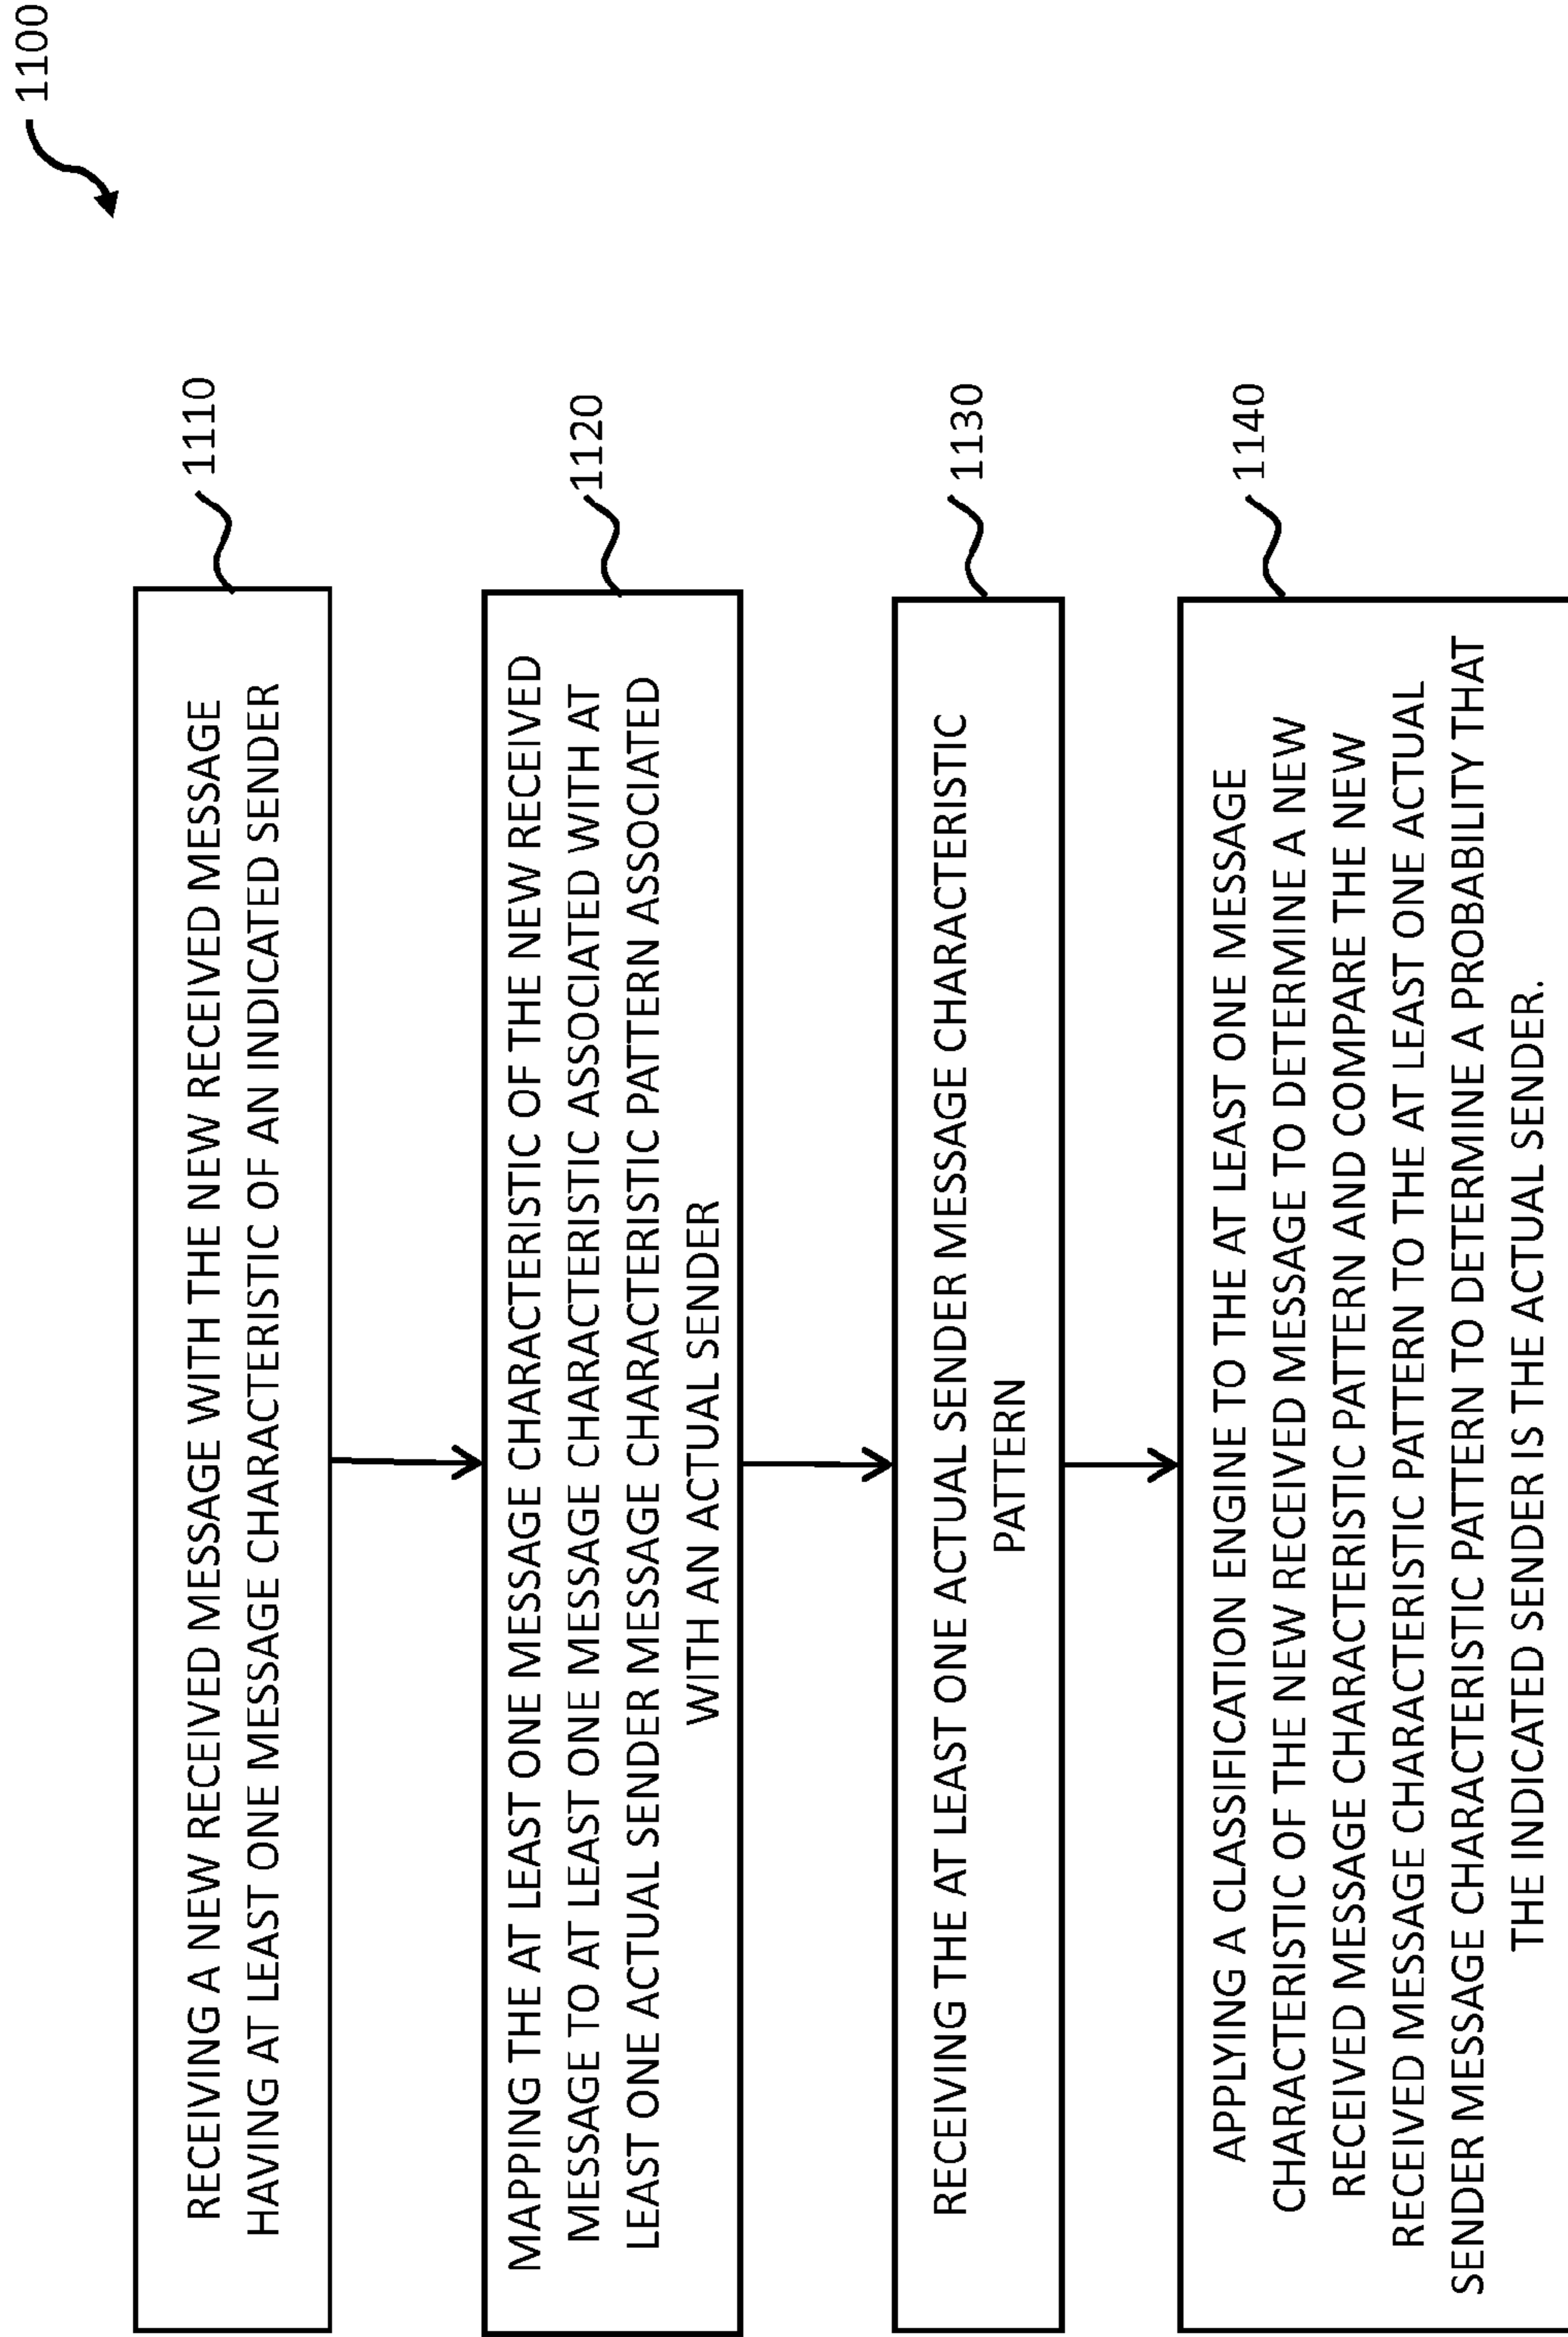 1100
RECEIVING A NEW RECEIVED MESSAGE WITH THE NEW RECEIVED MESSAGE
HAVING AT LEAST ONE MESSAGE CHARACTERISTIC OF AN INDICATED SENDER
1110
MAPPING THE AT LEAST ONE MESSAGE CHARACTERISTIC OF THE NEW RECEIVED
MESSAGE TO AT LEAST ONE MESSAGE CHARACTERISTIC ASSOCIATED WITH AT
LEAST ONE ACTUAL SENDER MESSAGE CHARACTERISTIC PATTERN ASSOCIATED
WITH AN ACTUAL SENDER
1120
RECEIVING THE AT LEAST ONE ACTUAL SENDER MESSAGE CHARACTERISTIC
PATTERN
1130
APPLYING A CLASSIFICATION ENGINE TO THE AT LEAST ONE MESSAGE
CHARACTERISTIC OF THE NEW RECEIVED MESSAGE TO DETERMINE A NEW
RECEIVED MESSAGE CHARACTERISTIC PATTERN AND COMPARE THE NEW
RECEIVED MESSAGE CHARACTERISTIC PATTERN TO THE AT LEAST ONE ACTUAL
SENDER MESSAGE CHARACTERISTIC PATTERN TO DETERMINE A PROBABILITY THAT
THE INDICATED SENDER IS THE ACTUAL SENDER.
1140